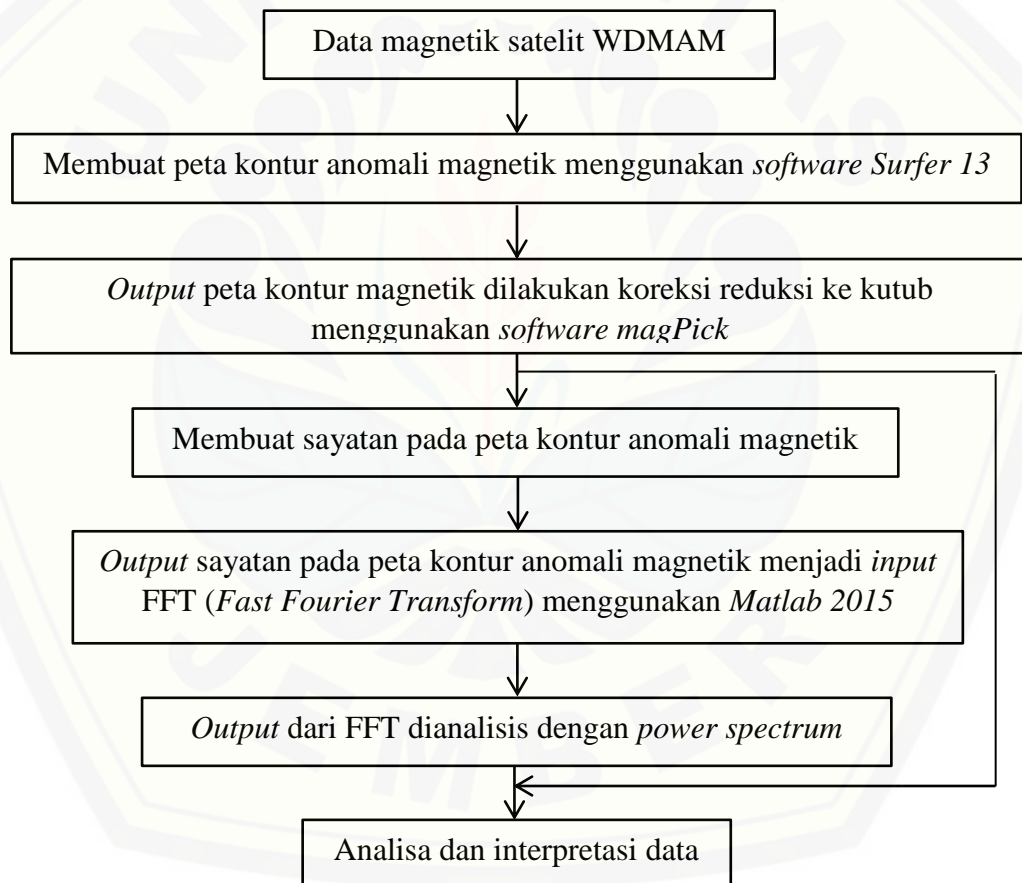 Data magnetik satelit WDMAM
Membuat peta kontur anomali magnetik menggunakan software Surfer 13
Output peta kontur magnetik dilakukan koreksi reduksi ke kutub
menggunakan software magPick
Membuat sayatan pada peta kontur anomali magnetik
Output sayatan pada peta kontur anomali magnetik menjadi input
FFT (Fast Fourier Transform) menggunakan Matlab 2015
Output dari FFT dianalisis dengan power spectrum
Analisa dan interpretasi data
JEMBER